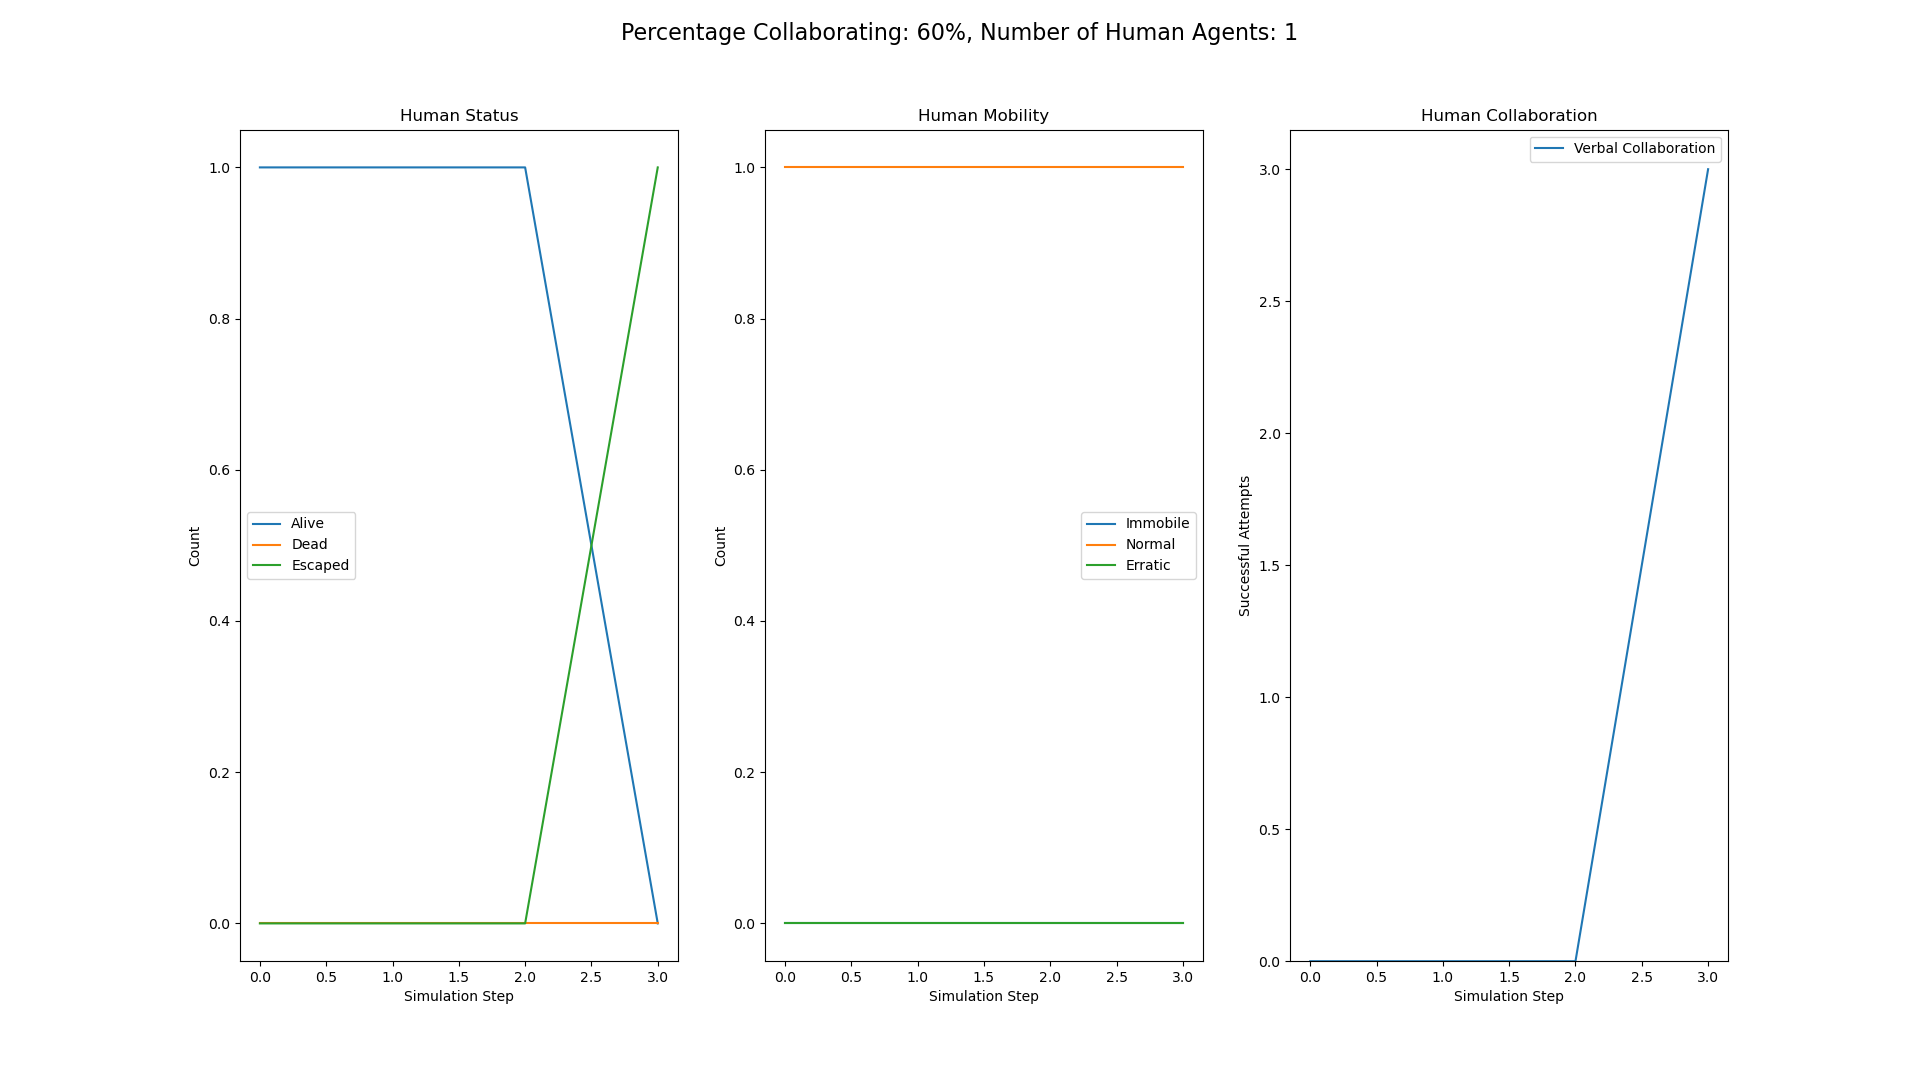 Percentage Collaborating: 60%, Number of Human Agents: 1
Human Status
1.0
0.8
0.6
0.4
0.2
0.0
Count
Alive
Dead
Escaped
0.0 0.5 1.0 1.5 2.0 2.5 3.0
Simulation Step
Human Mobility
1.0
0.8
0.6
0.4
0.2
0.0
Count
Immobile
Normal
Erratic
0.0 0.5 1.0 1.5 2.0 2.5 3.0
Simulation Step
Human Collaboration
Verbal Collaboration
3.0
2.5
2.0
1.5
1.0
0.5
0.0
Successful Attempts
0.0 0.5 1.0 1.5 2.0 2.5 3.0
Simulation Step